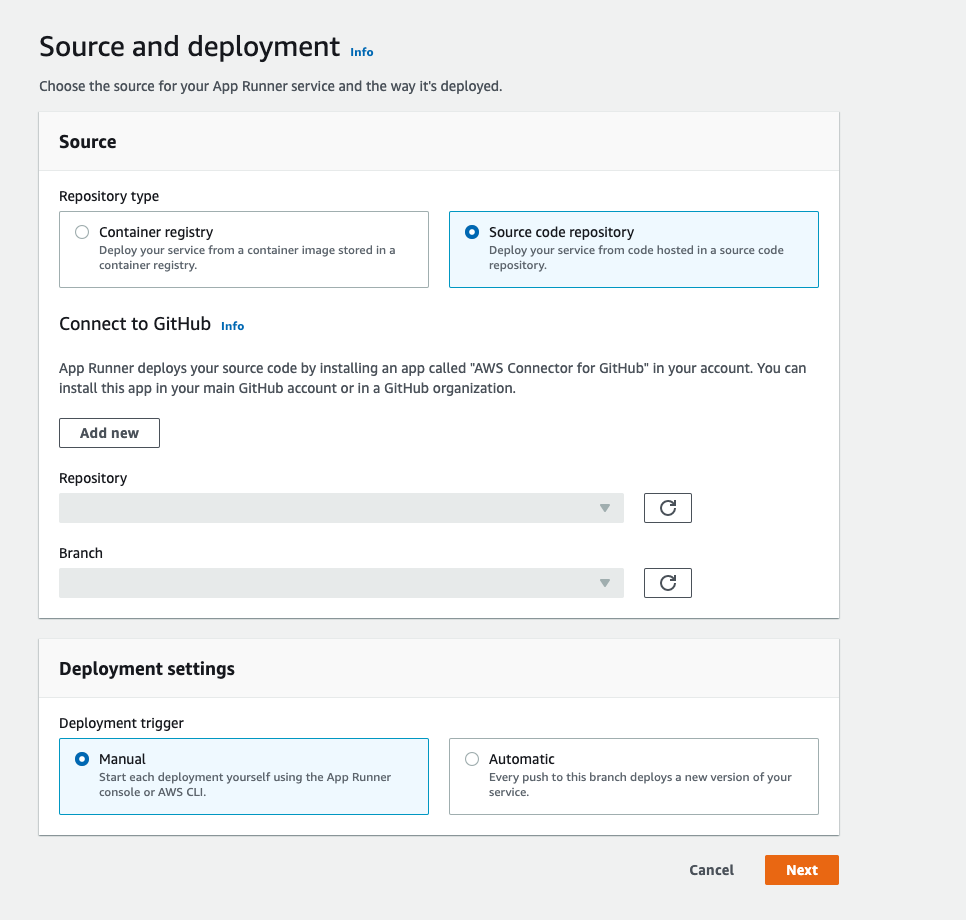 Source and deployment Info
Choose the source for your App Runner service and the way it's deployed.
Source
Repository type
Container registry
Deploy your service from a container image stored in a
container registry.
Source code repository
Deploy your service from code hosted in a source code
repository.
Connect to GitHub Info
App Runner deploys your source code by installing an app called "AWS Connector for GitHub" in your account. You can
install this app in your main GitHub account or in a GitHub organization.
Add new
Repository
Branch
Deployment settings
Deployment trigger
Manual
Start each deployment yourself using the App Runner
console or AWS CLI.
Automatic
Every push to this branch deploys a new version of your
service.
Cancel
Next